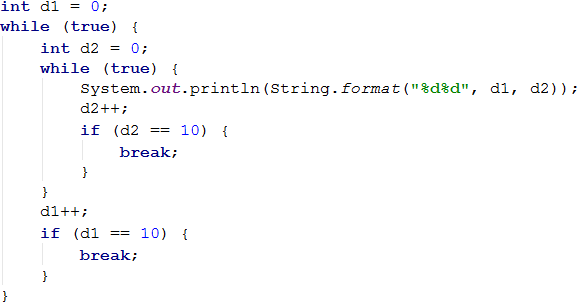 int d1 = 0;
while (true) {
    int d2 = 0;
    while (true) {
        System.out.println(String.format("%d%d", d1, d2));
        d2++;
        if (d2 == 10) {
            break;
        }
    }
    d1++;
    if (d1 == 10) {
        break;
    }
}